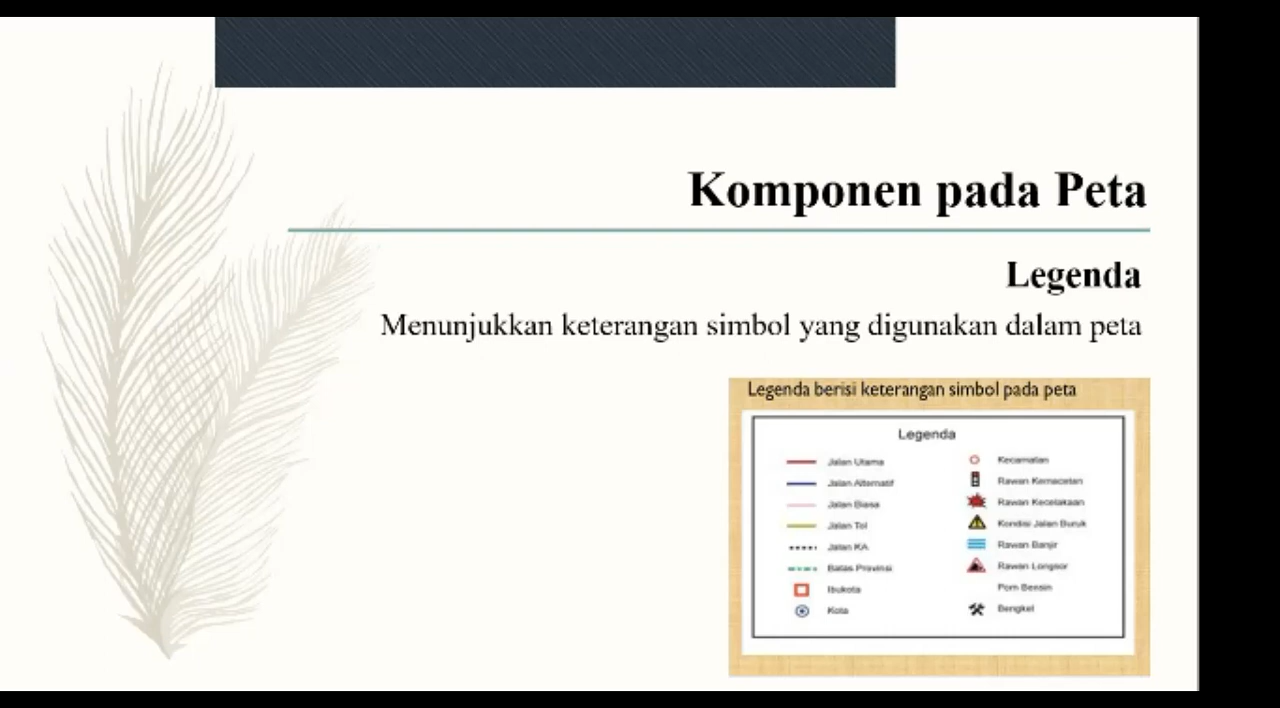 Komponen pada Peta
Legenda
Menunjukkan keterangan simbol yang digunakan dalam peta
Legenda berisi keterangan simbol pada peta
Legenda
Jalan Utama
Jalan Alternatif
Jalan Biasa
Jalan Tol
Jalan KA
Batas Provinsi
Ibukota
Kota
Kecamatan
Rawan Kemacetan
Rawan Kecelakaan
Kondisi Jalan Buruk
Rawan Banjir
Rawan Longsor
Pom Bensin
Bengkel